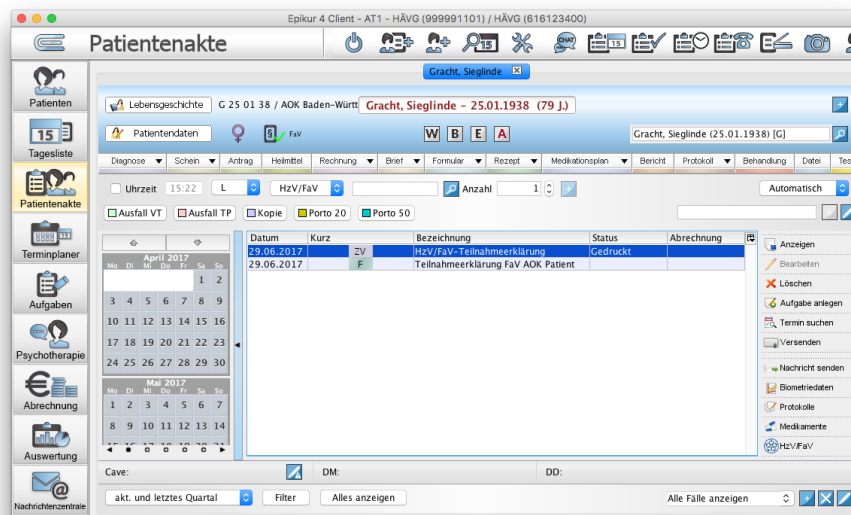 Epikur 4 Client - AT1 - HÄVG (999991101) / HÄVG (616123400)
Patientenakte
15
CHAT
15
Patienten
15
Tagesliste
Patientenakte
Terminplaner
Aufgaben
Psychotherapie
Abrechnung
Auswertung
Nachrichtenzentrale
Gracht, Sieglinde
Lebensgeschichte G 25 01 38 / AOK Baden-Württ Gracht, Sieglinde – 25.01.1938 (79 J.)
Patientendaten § FaV W B E A Gracht, Sieglinde (25.01.1938) [G]
Diagnose Schein Antrag Heilmittel Rechnung Brief Formular Rezept Medikationsplan Bericht Protokoll Behandlung Datei Tes
Uhrzeit 15:22 L HzV/FaV Anzahl 1 Automatisch
Ausfall VT Ausfall TP Kopie Porto 20 Porto 50
Datum Kurz Bezeichnung Status Abrechnung
29.06.2017 ZV HzV/FaV-Teilnahmeerklärung Gedruckt
29.06.2017 F Teilnahmeerklärung FaV AOK Patient
April 2017
Mo Di Mi Do Fr Sa So
1 2
3 4 5 6 7 8 9
10 11 12 13 14 15 16
17 18 19 20 21 22 23
24 25 26 27 28 29 30
Mai 2017
Mo Di Mi Do Fr Sa So
1 2 3 4 5 6 7
8 9 10 11 12 13 14
Anzeigen
Bearbeiten
Löschen
Aufgabe anlegen
Termin suchen
Versenden
Nachricht senden
Biometriedaten
Protokolle
Medikamente
HzV/FaV
Cave: DM: DD:
akt. und letztes Quartal Filter Alles anzeigen Alle Fälle anzeigen